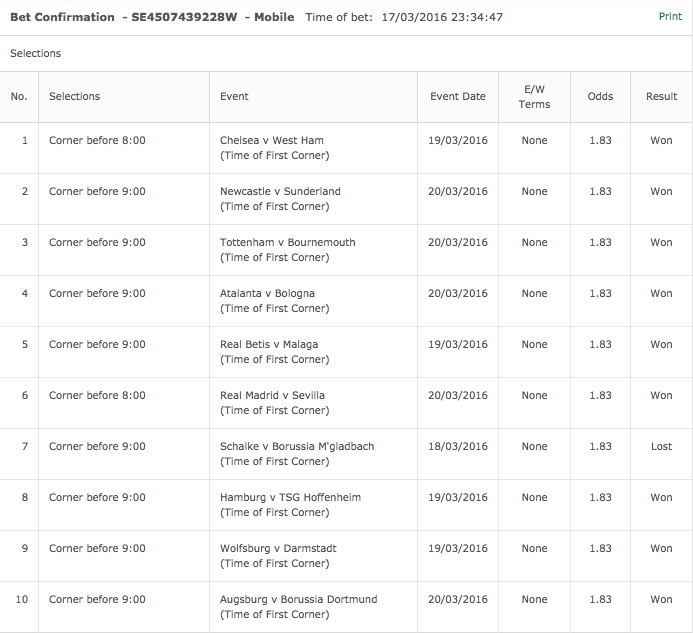 Bet Confirmation - SE4507439228W - Mobile Time of bet: 17/03/2016 23:34:47 Print
Selections
No. Selections Event Event Date E/W Terms Odds Result
1 Corner before 8:00 Chelsea v West Ham 19/03/2016 None 1.83 Won
(Time of First Corner)
2 Corner before 9:00 Newcastle v Sunderland 20/03/2016 None 1.83 Won
(Time of First Corner)
3 Corner before 9:00 Tottenham v Bournemouth 20/03/2016 None 1.83 Won
(Time of First Corner)
4 Corner before 9:00 Atalanta v Bologna 20/03/2016 None 1.83 Won
(Time of First Corner)
5 Corner before 9:00 Real Betis v Malaga 19/03/2016 None 1.83 Won
(Time of First Corner)
6 Corner before 8:00 Real Madrid v Sevilla 20/03/2016 None 1.83 Won
(Time of First Corner)
7 Corner before 9:00 Schalke v Borussia M'gladbach 18/03/2016 None 1.83 Lost
(Time of First Corner)
8 Corner before 9:00 Hamburg v TSG Hoffenheim 19/03/2016 None 1.83 Won
(Time of First Corner)
9 Corner before 9:00 Wolfsburg v Darmstadt 19/03/2016 None 1.83 Won
(Time of First Corner)
10 Corner before 9:00 Augsburg v Borussia Dortmund 20/03/2016 None 1.83 Won
(Time of First Corner)